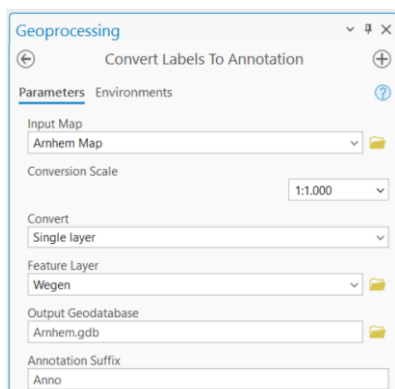 Geoprocessing
Convert Labels To Annotation
Parameters Environments
Input Map
Arnhem Map
Conversion Scale
1:1.000
Convert
Single layer
Feature Layer
Wegen
Output Geodatabase
Arnhem.gdb
Annotation Suffix
Anno